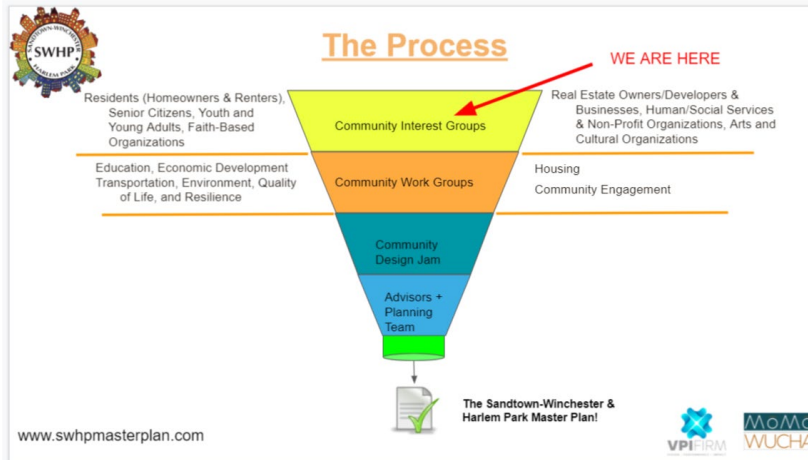 SANDTOWN-WINCHESTER
SWHP
HARLEM PARK
The Process
WE ARE HERE
Residents (Homeowners & Renters),
Senior Citizens, Youth and
Young Adults, Faith-Based
Organizations
Community Interest Groups
Real Estate Owners/Developers &
Businesses, Human/Social Services
& Non-Profit Organizations, Arts and
Cultural Organizations
Education, Economic Development
Transportation, Environment, Quality
of Life, and Resilience
Community Work Groups
Housing
Community Engagement
Community
Design Jam
Advisors +
Planning
Team
The Sandtown-Winchester &
Harlem Park Master Plan!
www.swhpmasterplan.com
VPIFIRM
MOMO
WUCHA